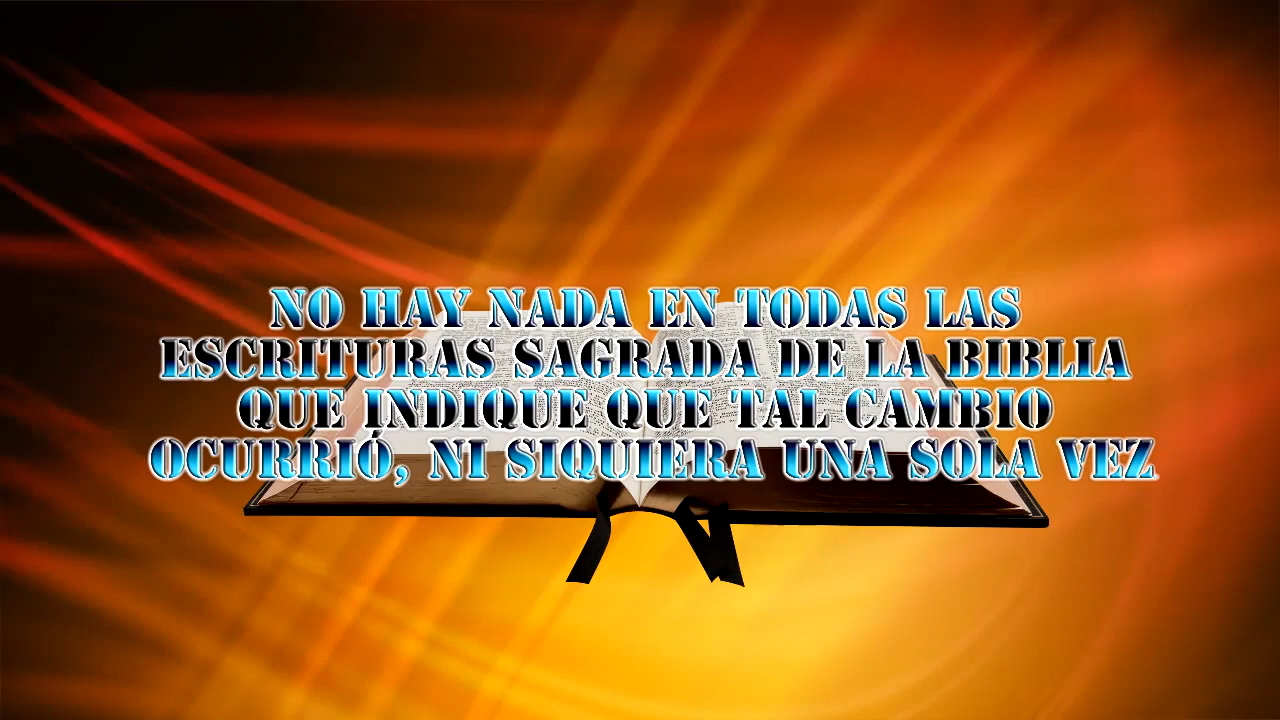 NO HAY NADA EN TODAS LAS
ESCRITURAS SAGRADA DE LA BIBLIA
QUE INDIQUE QUE TAL CAMBIO
OCURRIÓ, NI SIQUIERA UNA SOLA VEZ